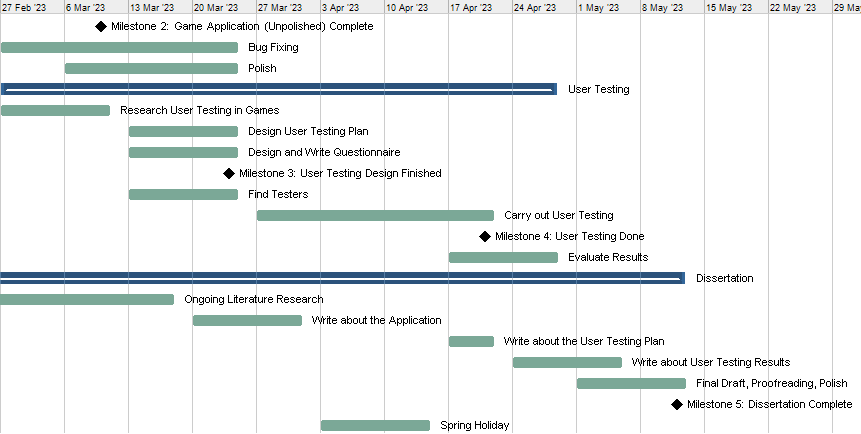 27 Feb '23 6 Mar '23 13 Mar '23 20 Mar '23 27 Mar '23 3 Apr '23 10 Apr '23 17 Apr '23 24 Apr '23 1 May '23 8 May '23 15 May '23 22 May '23 29 May
Milestone 2: Game Application (Unpolished) Complete
Bug Fixing
Polish
User Testing
Research User Testing in Games
Design User Testing Plan
Design and Write Questionnaire
Milestone 3: User Testing Design Finished
Find Testers
Carry out User Testing
Milestone 4: User Testing Done
Evaluate Results
Dissertation
Ongoing Literature Research
Write about the Application
Write about the User Testing Plan
Write about User Testing Results
Final Draft, Proofreading, Polish
Milestone 5: Dissertation Complete
Spring Holiday